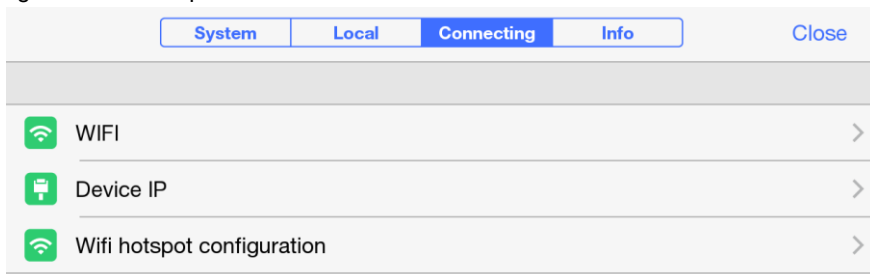 System Local Connecting Info Close
WIFI
Device IP
Wifi hotspot configuration